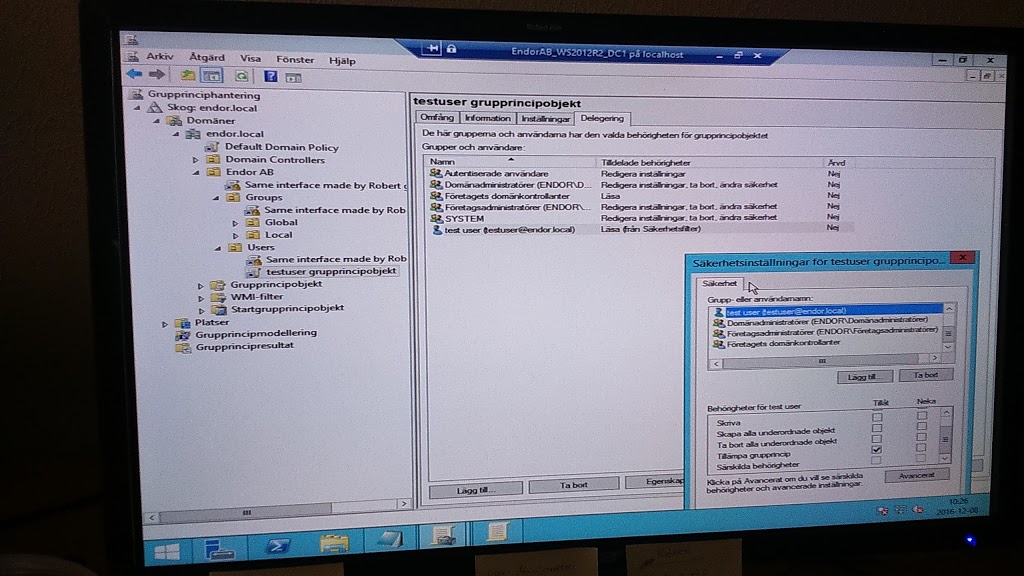 EndorAB_WS2012R2_DC1 på localhost
Arkiv Åtgärd Visa Fönster Hjälp
Grupprinciphantering
Skog: endor.local
Domäner
endor.local
Default Domain Policy
Domain Controllers
Endor AB
Same interface made by Robert
Groups
Same interface made by Rob
Global
Local
Users
Same interface made by Rob
testuser grupprincipobjekt
Grupprincipobjekt
WMI-filter
Startgrupprincipobjekt
Platser
Grupprincipmodellering
Grupprincipresultat
testuser grupprincipobjekt
Omfång Information Inställningar Delegering
De här grupperna och användarna har den valda behörigheten för grupprincipobjektet
Grupper och användare:
Namn Tilldelade behörigheter Ärvd
Autentiserade användare Redigera inställningar Nej
Domänadministratörer (ENDOR\D... Redigera inställningar, ta bort, ändra säkerhet Nej
Företagets domänkontrollanter Läsa Nej
Företagsadministratörer (ENDOR\... Redigera inställningar, ta bort, ändra säkerhet Nej
SYSTEM Redigera inställningar, ta bort, ändra säkerhet Nej
test user (testuser@endor.local) Läsa (från Säkerhetsfilter) Nej
Lägg till... Ta bort Egenskap
Säkerhetsinställningar för testuser grupprincipo...
Säkerhet
Grupp- eller användarnamn:
test user (testuser@endor.local)
Domänadministratörer (ENDOR\Domänadministratörer)
Företagsadministratörer (ENDOR\Företagsadministratörer)
Företagets domänkontrollanter
Lägg till... Ta bort
Behörigheter för test user Tillåt Neka
Skriva
Skapa alla underordnade objekt
Ta bort alla underordnade objekt
Tillämpa grupprincip
Särskilda behörigheter
Klicka på Avancerat om du vill se särskilda
behörigheter och avancerade inställningar.
Avancerat
10:26
2016-12-08